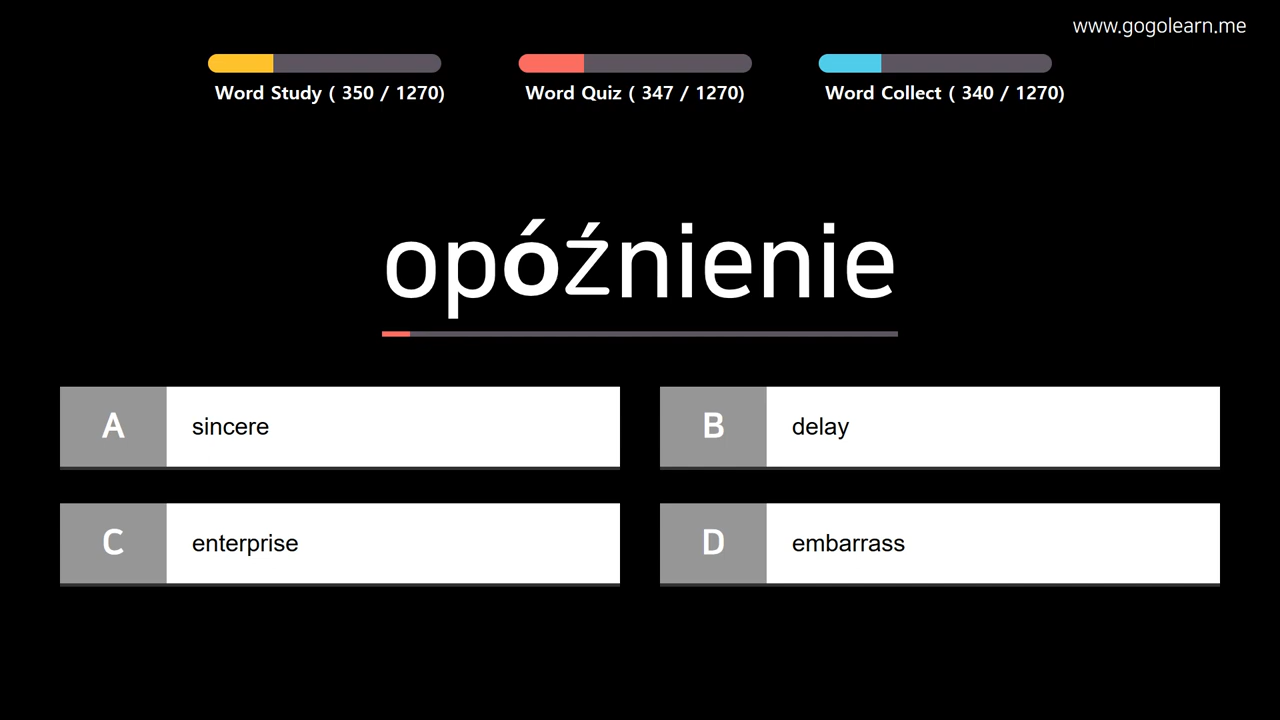 www.gogolearn.me
Word Study ( 350 / 1270)
Word Quiz ( 347 / 1270)
Word Collect ( 340 / 1270)
opóźnienie
A sincere
B delay
C enterprise
D embarrass